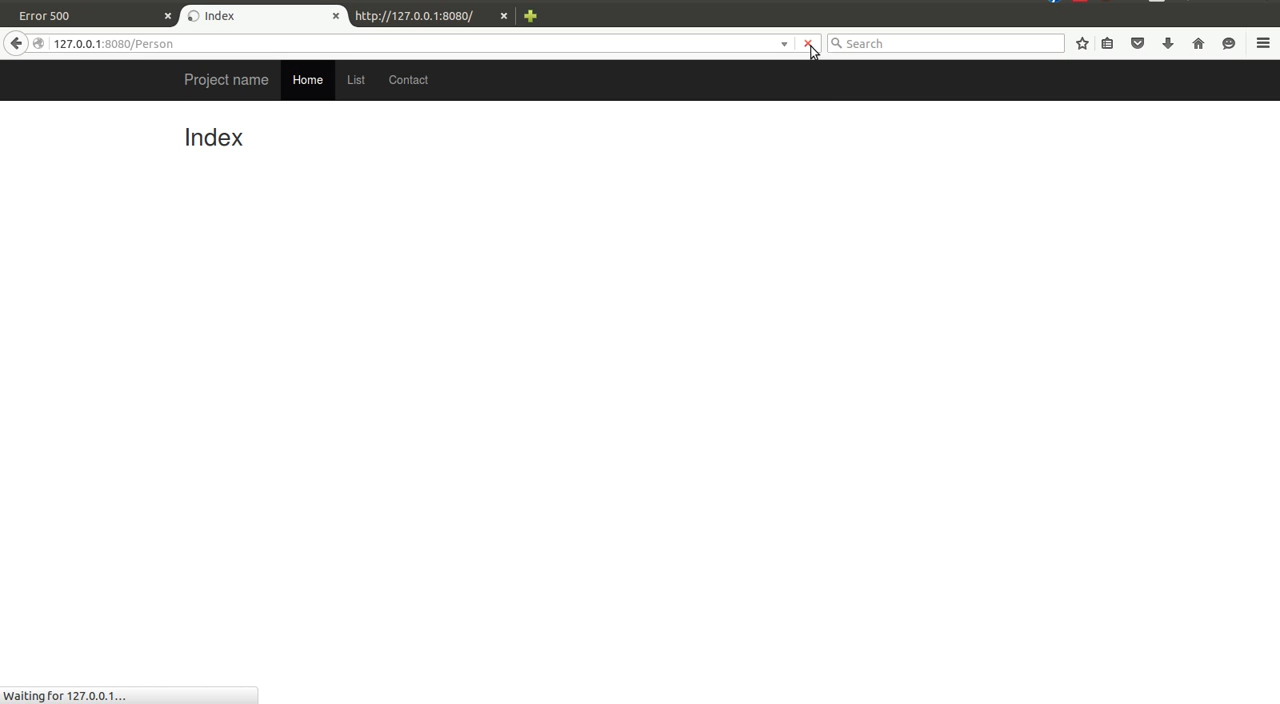 Error 500 Index http://127.0.0.1:8080/
127.0.0.1:8080/Person Search
Project name Home List Contact
Index
Waiting for 127.0.0.1...